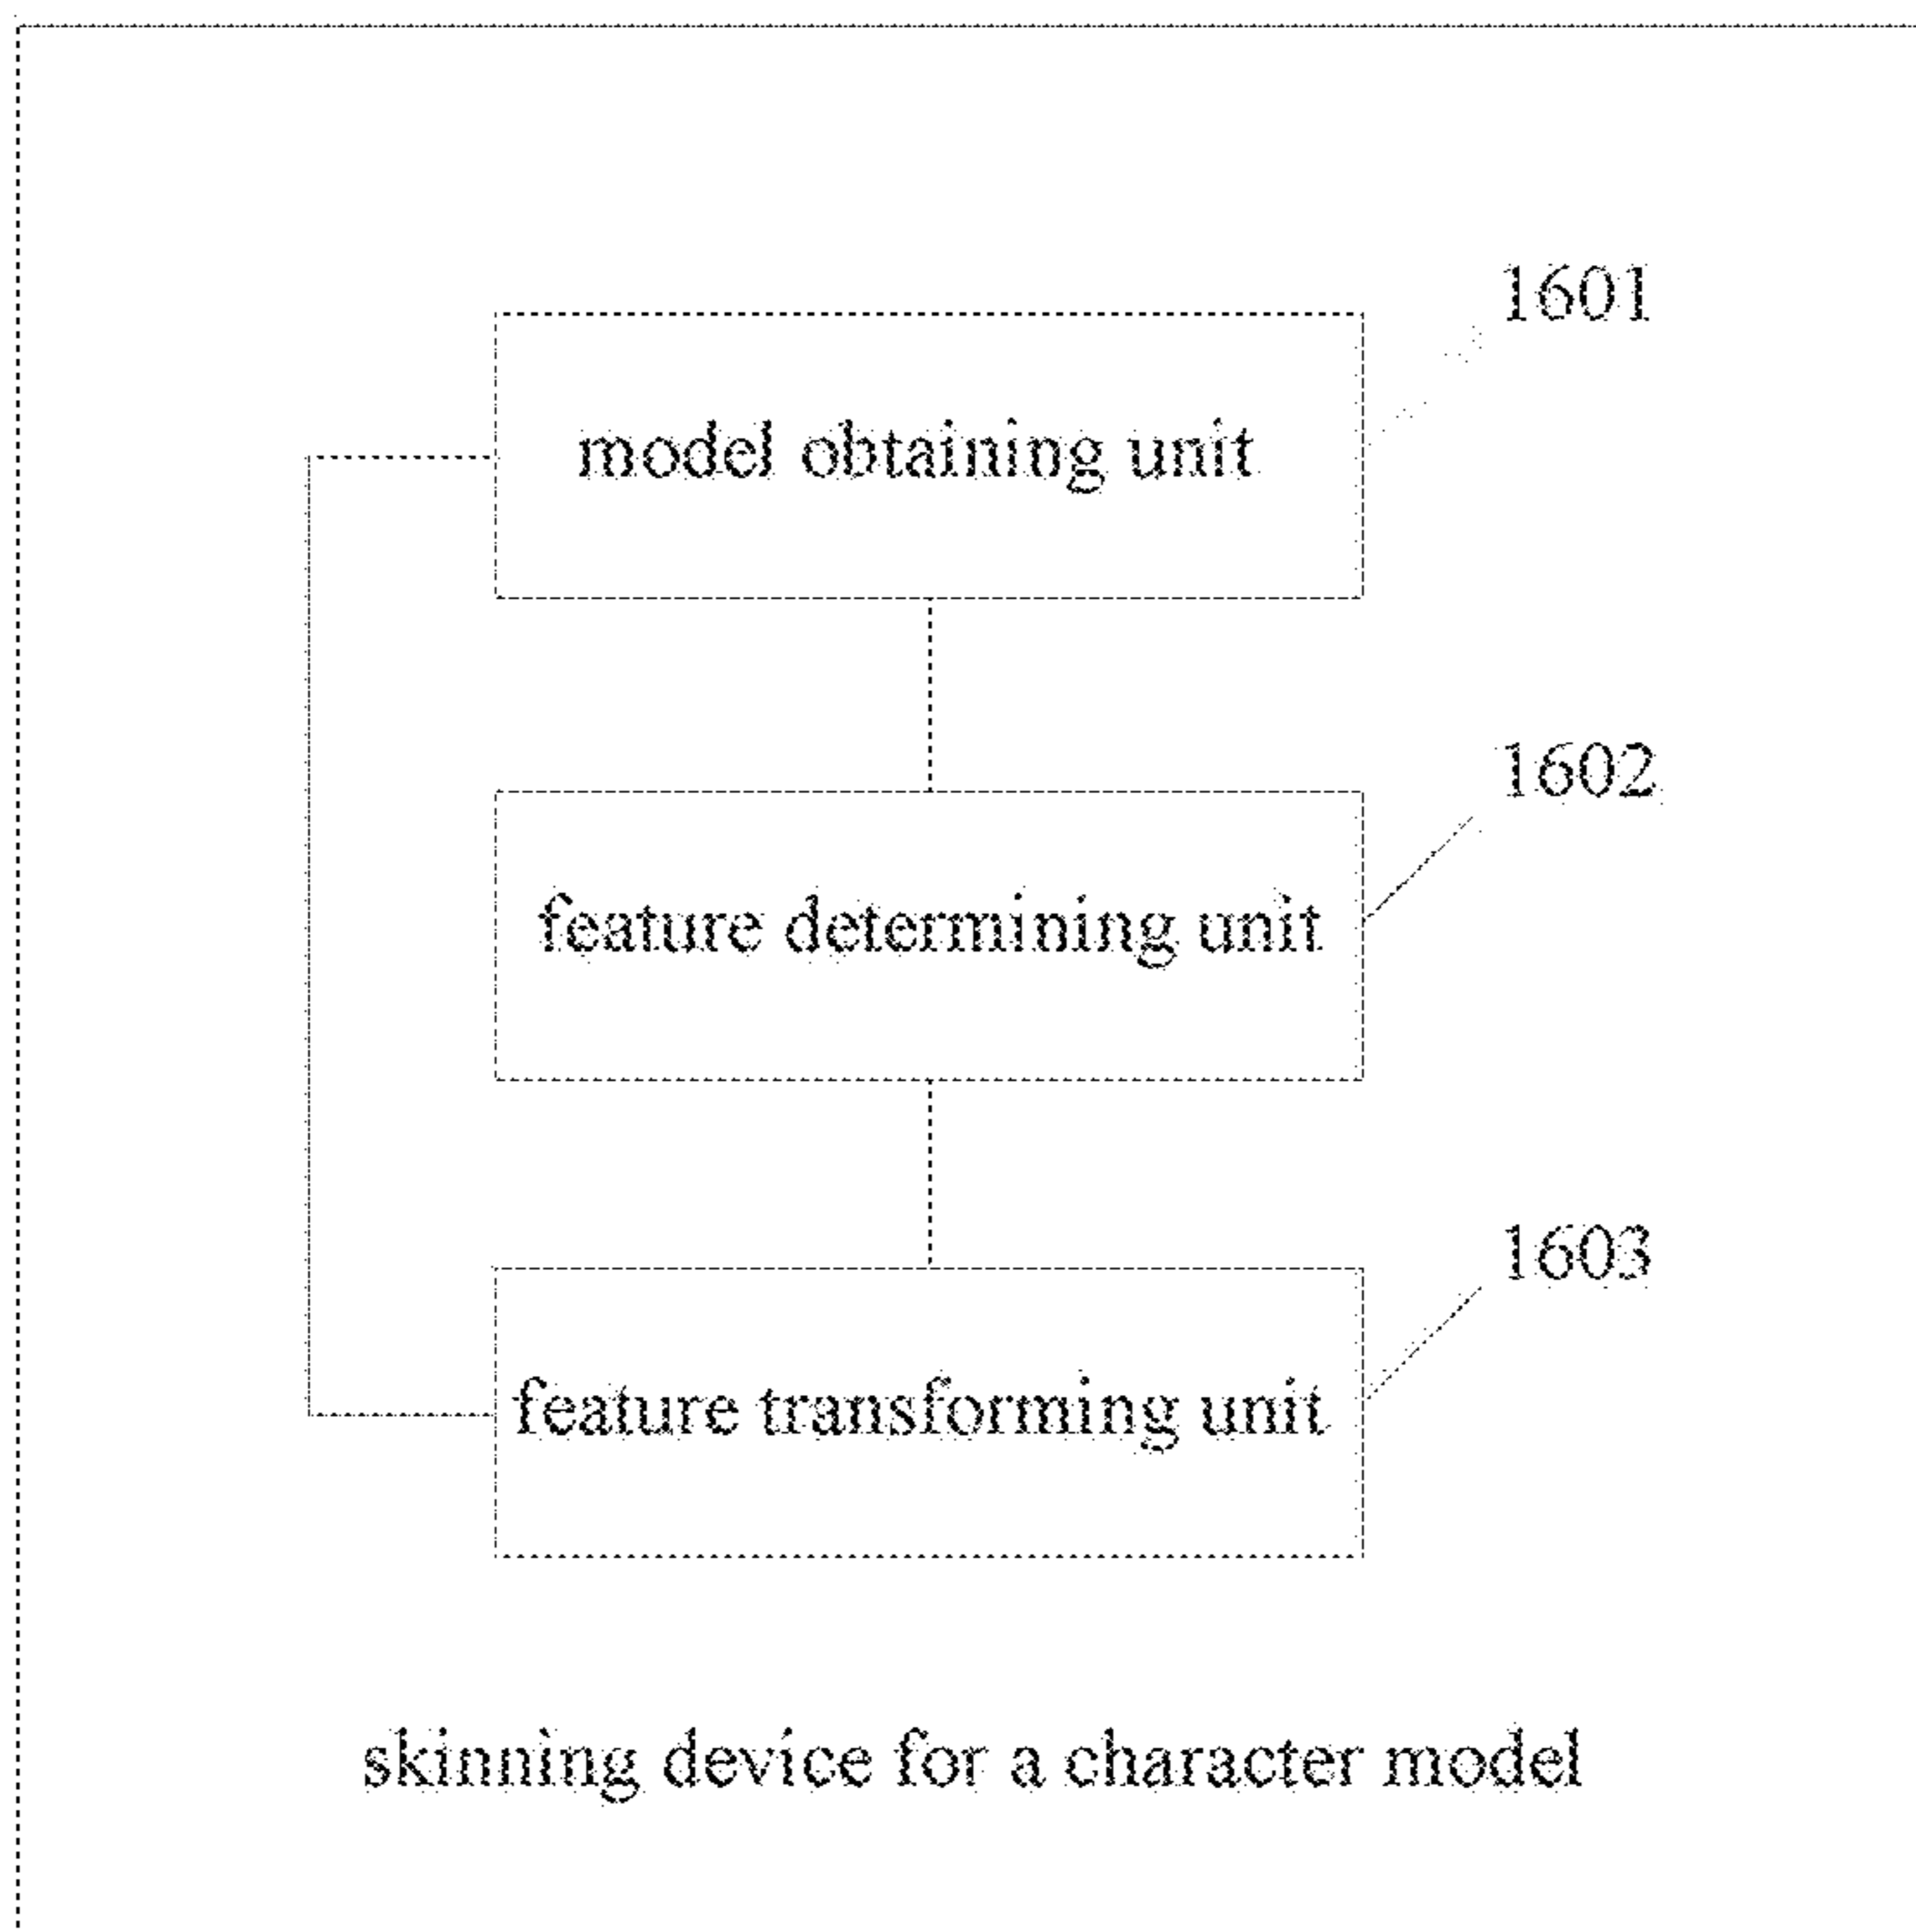 1601
model obtaining unit
1602
feature determining unit
1603
feature transforming unit
skinning device for a character model